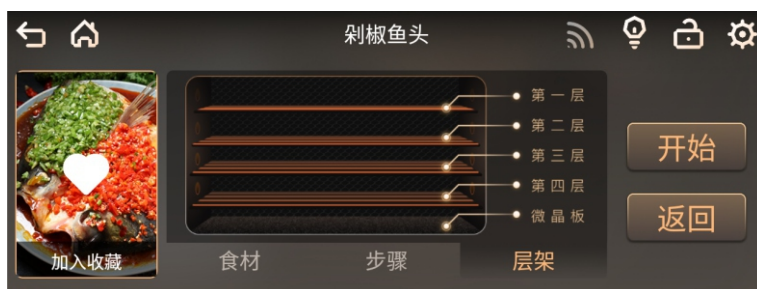 剁椒鱼头
第一层
第二层
第三层
第四层
微晶板
开始
返回
加入收藏
食材
步骤
层架